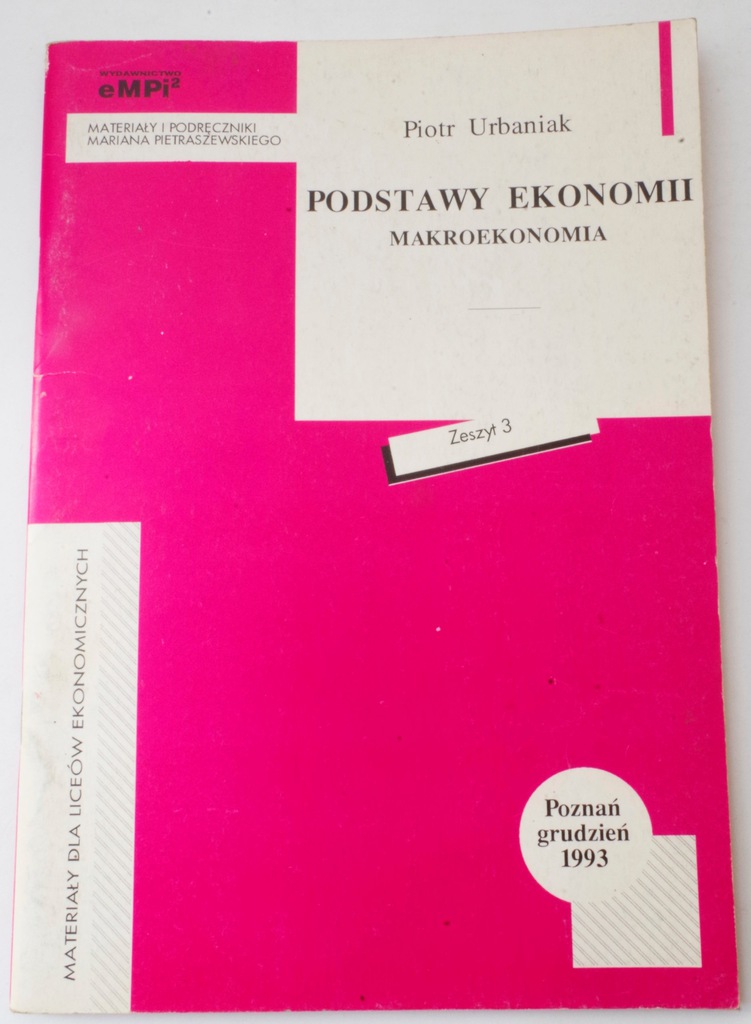 WYDAWNICTWO
eMPi²
MATERIAŁY I PODRĘCZNIKI
MARIANA PIETRASZEWSKIEGO
Piotr Urbaniak
PODSTAWY EKONOMII
MAKROEKONOMIA
Zeszyt 3
MATERIAŁY DLA LICEÓW EKONOMICZNYCH
Poznań
grudzień
1993